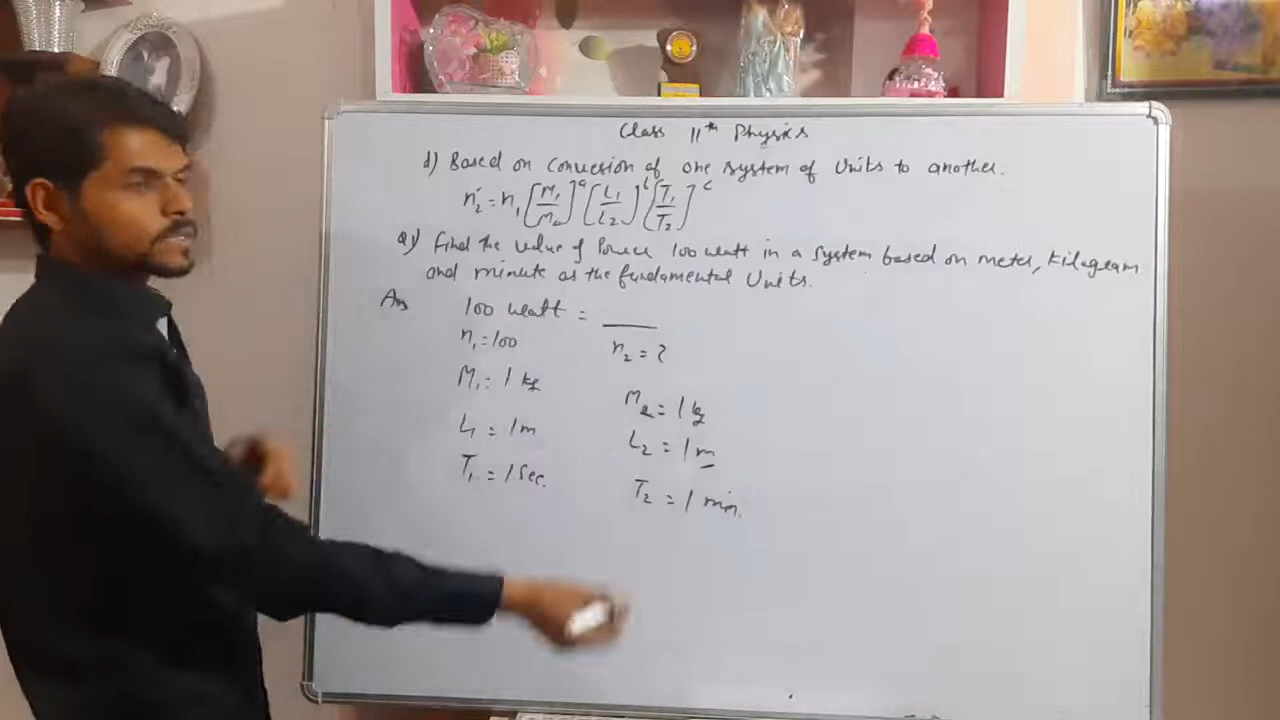 Class 11th Physics
d) Based on Conversion of one system of Units to another.
n₂ = n₁ [M₁/M₂]ᵃ [L₁/L₂]ᵇ [T₁/T₂]ᶜ
Q) Find the value of Power 100 watt in a system based on meter, kilogram
and minute as the fundamental Units.
Ans 100 watt = ___
n₁ = 100 n₂ = ?
M₁ = 1 kg M₂ = 1 kg
L₁ = 1m L₂ = 1 m
T₁ = 1 Sec. T₂ = 1 min.